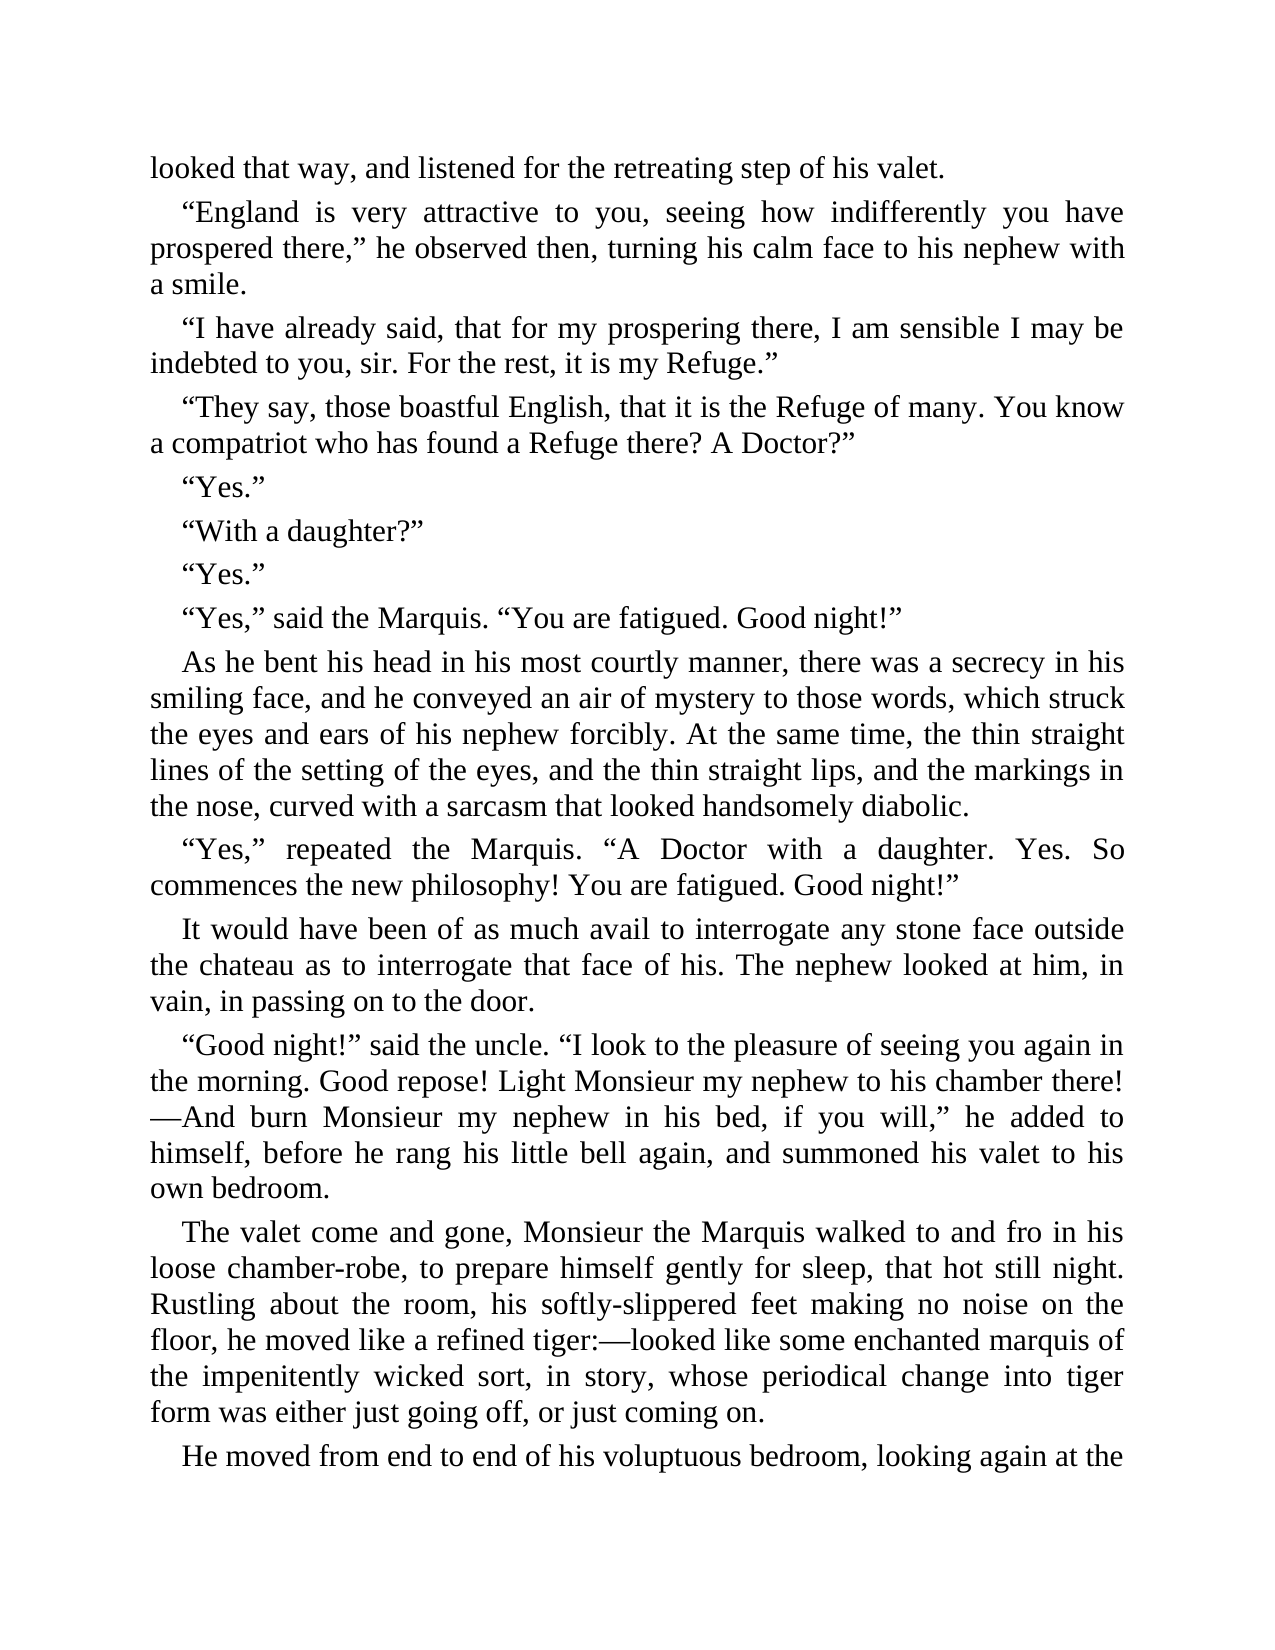 looked that way, and listened for the retreating step of his valet.
“England is very attractive to you, seeing how indifferently you have
prospered there,” he observed then, turning his calm face to his nephew with
a smile.
“I have already said, that for my prospering there, I am sensible I may be
indebted to you, sir. For the rest, it is my Refuge.”
“They say, those boastful English, that it is the Refuge of many. You know
a compatriot who has found a Refuge there? A Doctor?”
“Yes.”
“With a daughter?”
“Yes.”
“Yes,” said the Marquis. “You are fatigued. Good night!”
As he bent his head in his most courtly manner, there was a secrecy in his
smiling face, and he conveyed an air of mystery to those words, which struck
the eyes and ears of his nephew forcibly. At the same time, the thin straight
lines of the setting of the eyes, and the thin straight lips, and the markings in
the nose, curved with a sarcasm that looked handsomely diabolic.
“Yes,” repeated the Marquis. “A Doctor with a daughter. Yes. So
commences the new philosophy! You are fatigued. Good night!”
It would have been of as much avail to interrogate any stone face outside
the chateau as to interrogate that face of his. The nephew looked at him, in
vain, in passing on to the door.
“Good night!” said the uncle. “I look to the pleasure of seeing you again in
the morning. Good repose! Light Monsieur my nephew to his chamber there!
—And burn Monsieur my nephew in his bed, if you will,” he added to
himself, before he rang his little bell again, and summoned his valet to his
own bedroom.
The valet come and gone, Monsieur the Marquis walked to and fro in his
loose chamber-robe, to prepare himself gently for sleep, that hot still night.
Rustling about the room, his softly-slippered feet making no noise on the
floor, he moved like a refined tiger:—looked like some enchanted marquis of
the impenitently wicked sort, in story, whose periodical change into tiger
form was either just going off, or just coming on.
He moved from end to end of his voluptuous bedroom, looking again at the